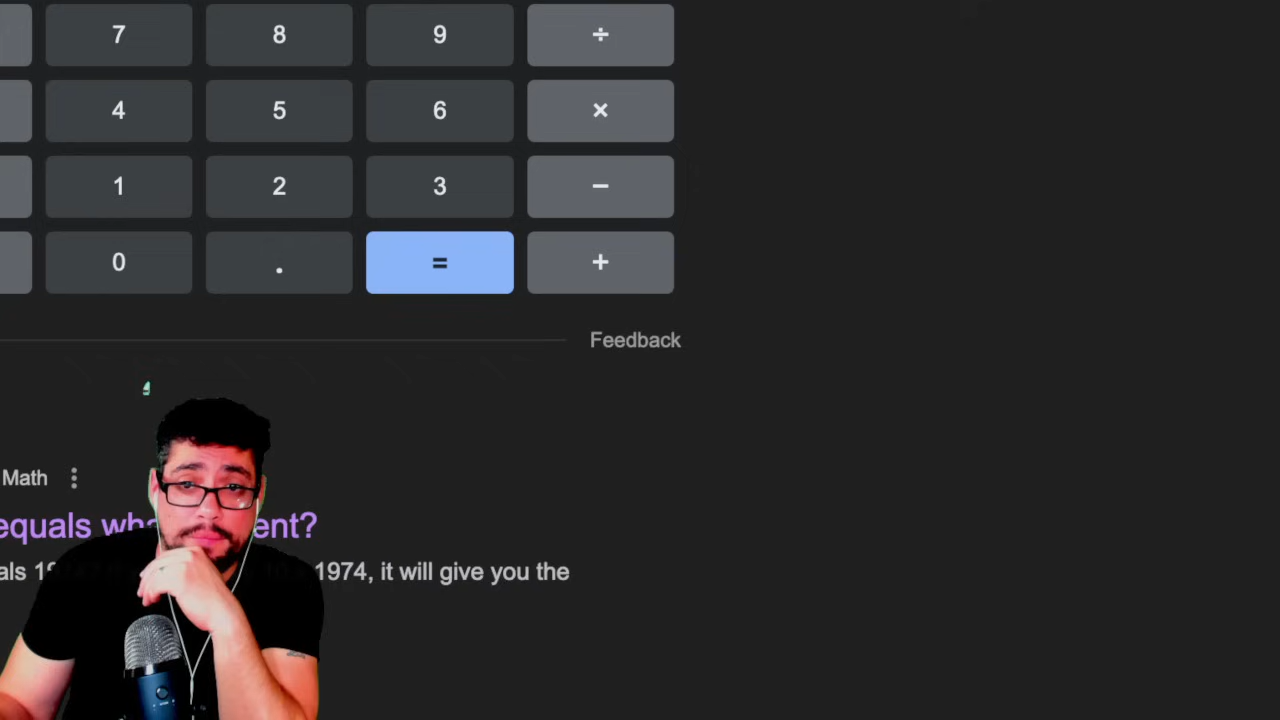 7 8 9 ÷
4 5 6 ×
1 2 3 −
0 . = +
Feedback
Math
equals
als 1974, it will give you the